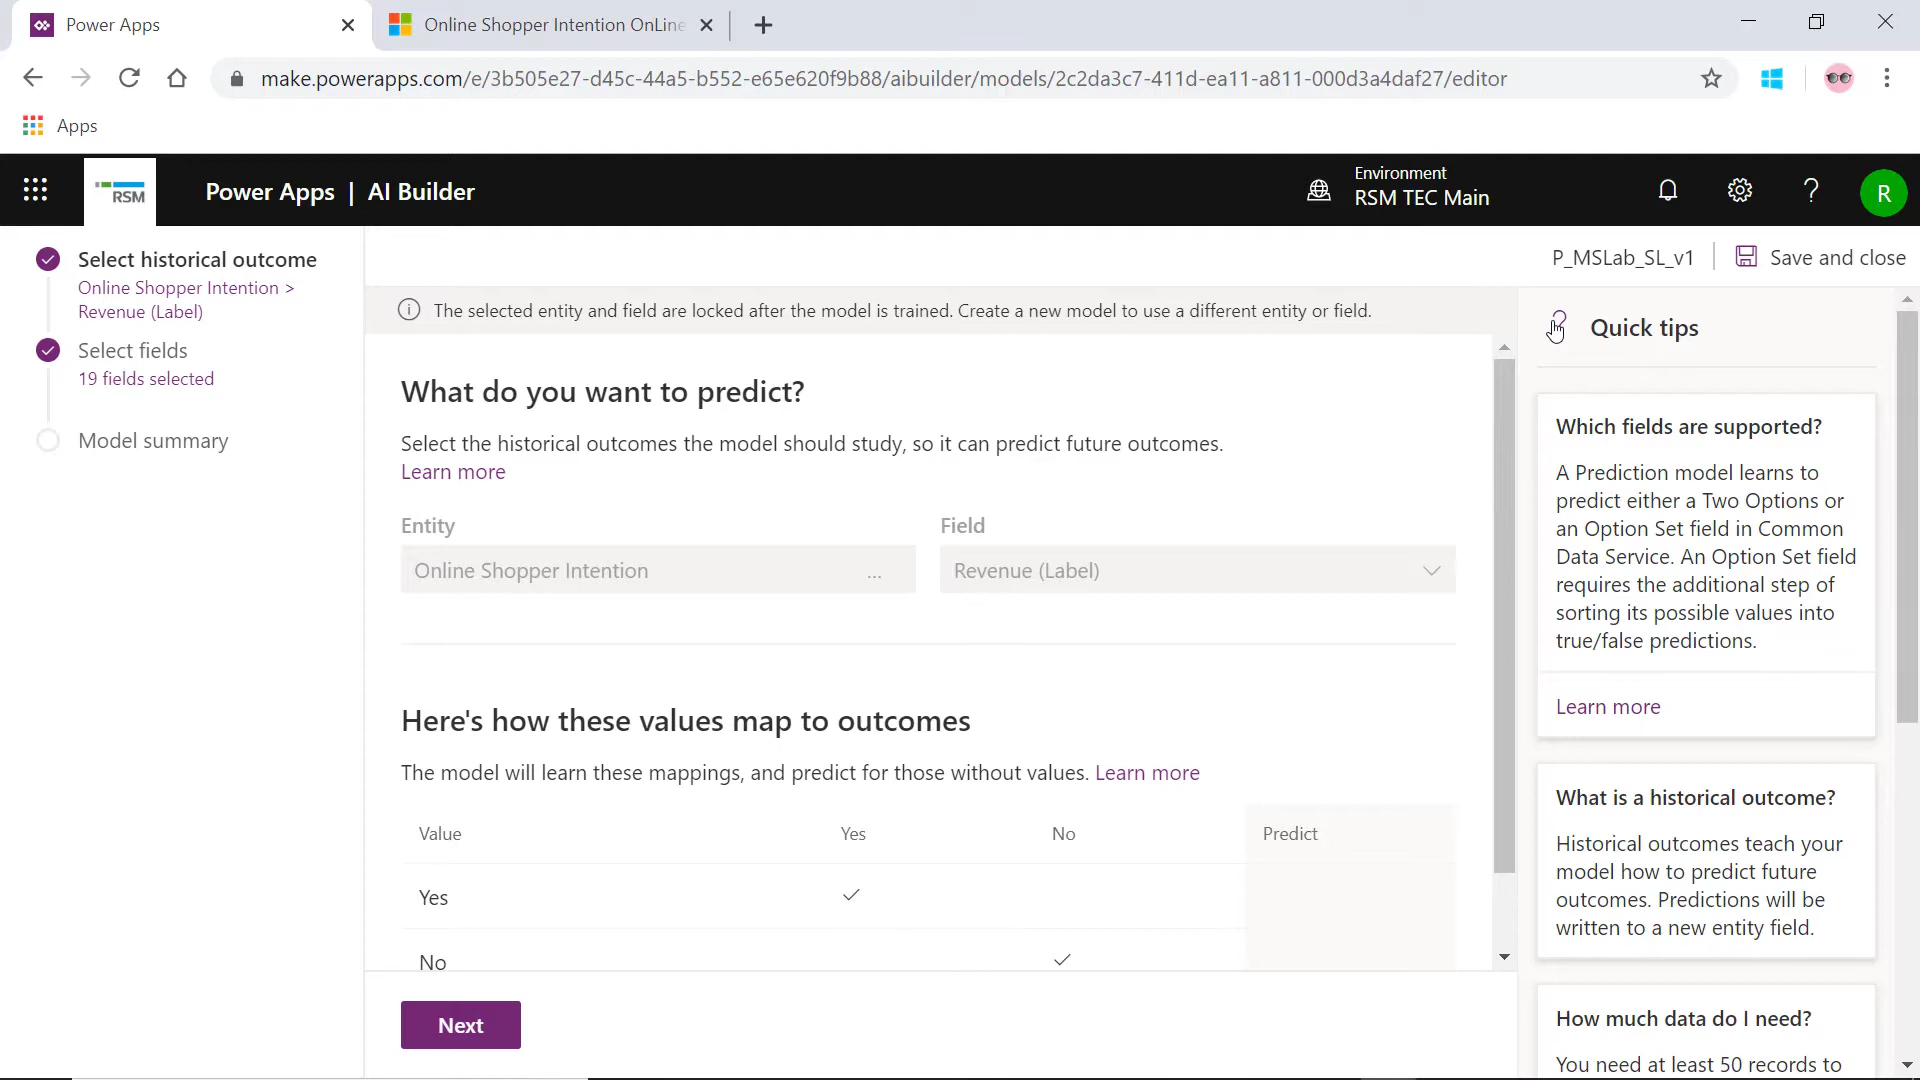 Power Apps
Online Shopper Intention OnLine
make.powerapps.com/e/3b505e27-d45c-44a5-b552-e65e620f9b88/aibuilder/models/2c2da3c7-411d-ea11-a811-000d3a4daf27/editor
Apps
RSM
Power Apps | AI Builder
Environment
RSM TEC Main
?
R
Select historical outcome
Online Shopper Intention >
Revenue (Label)
Select fields
19 fields selected
Model summary
P_MSLab_SL_v1
Save and close
The selected entity and field are locked after the model is trained. Create a new model to use a different entity or field.
What do you want to predict?
Select the historical outcomes the model should study, so it can predict future outcomes.
Learn more
Entity
Field
Online Shopper Intention ...
Revenue (Label)
Here's how these values map to outcomes
The model will learn these mappings, and predict for those without values. Learn more
Value Yes No Predict
Yes
No
Next
Quick tips
Which fields are supported?
A Prediction model learns to
predict either a Two Options or
an Option Set field in Common
Data Service. An Option Set field
requires the additional step of
sorting its possible values into
true/false predictions.
Learn more
What is a historical outcome?
Historical outcomes teach your
model how to predict future
outcomes. Predictions will be
written to a new entity field.
How much data do I need?
You need at least 50 records to